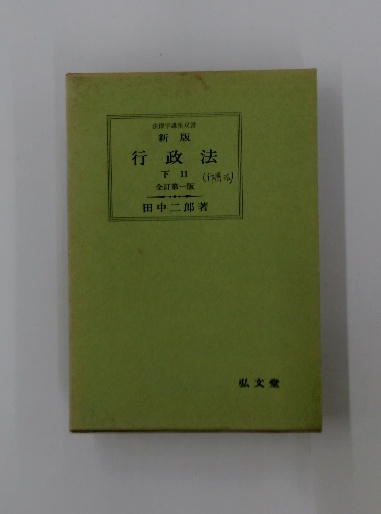 法律学講座双書
新版
行政法
下 II
全訂第一版
田中二郎著
弘文堂